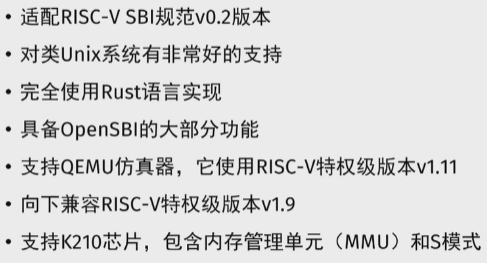 • 适配RISC-V SBI规范v0.2版本
• 对类Unix系统有非常好的支持
• 完全使用Rust语言实现
• 具备OpenSBI的大部分功能
• 支持QEMU仿真器，它使用RISC-V特权级版本v1.11
• 向下兼容RISC-V特权级版本v1.9
• 支持K210芯片，包含内存管理单元（MMU）和S模式